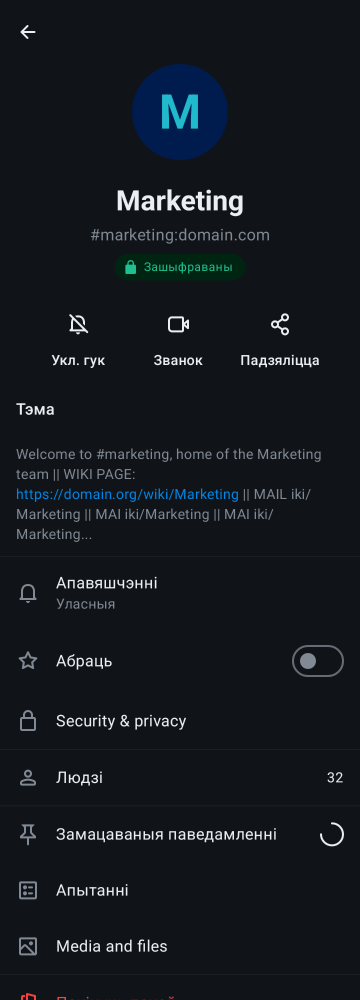 M
Marketing
#marketing:domain.com
Зашыфраваны
Укл. гук
Званок
Падзяліцца
Тэма
Welcome to #marketing, home of the Marketing
team || WIKI PAGE:
https://domain.org/wiki/Marketing || MAIL iki/
Marketing || MAI iki/Marketing || MAI iki/
Marketing...
Апавяшчэнні
Уласныя
Абраць
Security & privacy
Людзі
32
Замацаваныя паведамленні
Апытанні
Media and files